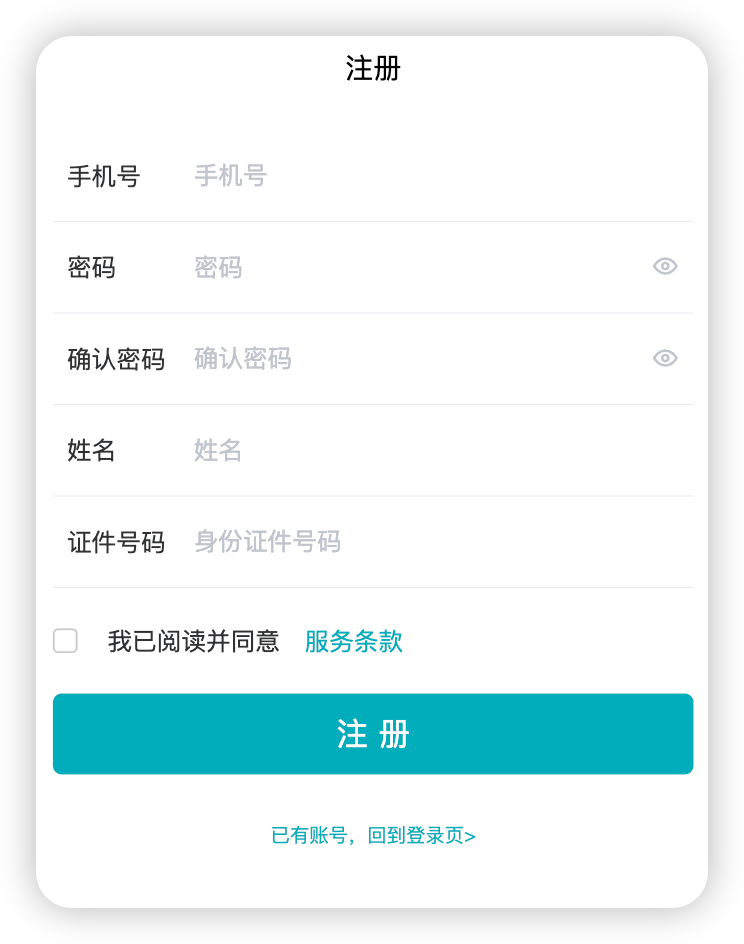 注册
手机号 手机号
密码 密码
确认密码 确认密码
姓名 姓名
证件号码 身份证件号码
我已阅读并同意 服务条款
注 册
已有账号，回到登录页>